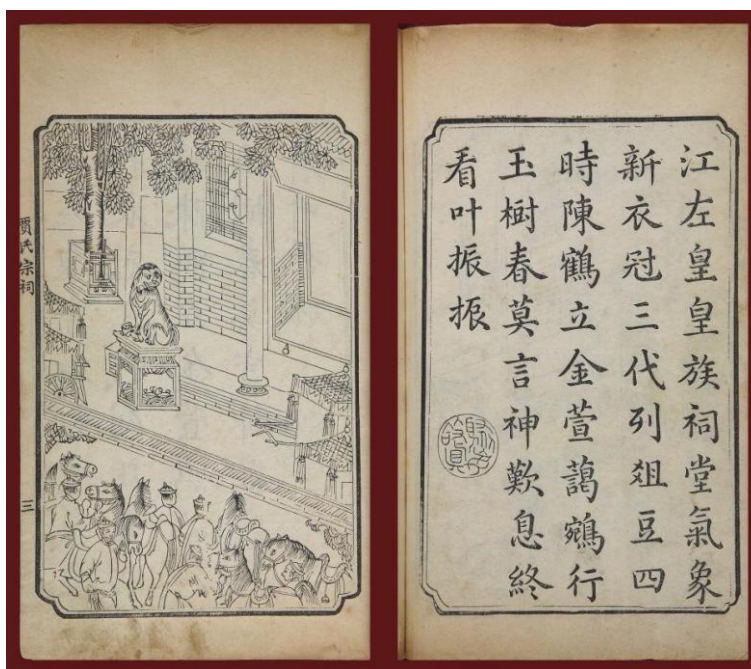 江左皇皇族祠堂氣象
新衣冠三代列爼豆四
時陳鶴立金萱藹鵷行
玉樹春莫言神歎息終
看叶振振
賈氏宗祠
三